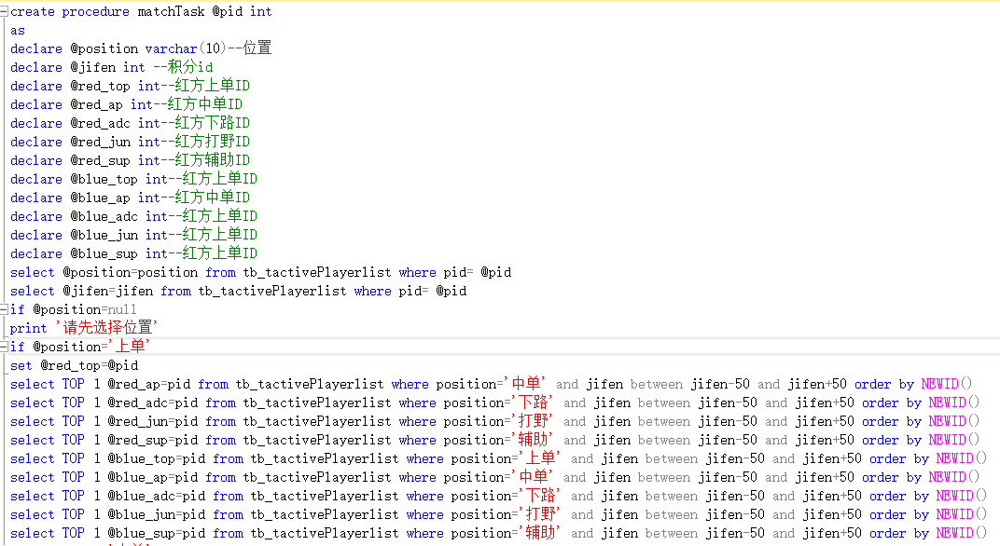 create procedure matchTask @pid int
as
declare @position varchar(10)--位置
declare @jifen int --积分id
declare @red_top int--红方上单ID
declare @red_ap int--红方中单ID
declare @red_adc int--红方下路ID
declare @red_jun int--红方打野ID
declare @red_sup int--红方辅助ID
declare @blue_top int--红方上单ID
declare @blue_ap int--红方中单ID
declare @blue_adc int--红方上单ID
declare @blue_jun int--红方上单ID
declare @blue_sup int--红方上单ID
select @position=position from tb_tactivePlayerlist where pid= @pid
select @jifen=jifen from tb_tactivePlayerlist where pid= @pid
if @position=null
print '请先选择位置'
if @position='上单'
set @red_top=@pid
select TOP 1 @red_ap=pid from tb_tactivePlayerlist where position='中单' and jifen between jifen-50 and jifen+50 order by NEWID()
select TOP 1 @red_adc=pid from tb_tactivePlayerlist where position='下路' and jifen between jifen-50 and jifen+50 order by NEWID()
select TOP 1 @red_jun=pid from tb_tactivePlayerlist where position='打野' and jifen between jifen-50 and jifen+50 order by NEWID()
select TOP 1 @red_sup=pid from tb_tactivePlayerlist where position='辅助' and jifen between jifen-50 and jifen+50 order by NEWID()
select TOP 1 @blue_top=pid from tb_tactivePlayerlist where position='上单' and jifen between jifen-50 and jifen+50 order by NEWID()
select TOP 1 @blue_ap=pid from tb_tactivePlayerlist where position='中单' and jifen between jifen-50 and jifen+50 order by NEWID()
select TOP 1 @blue_adc=pid from tb_tactivePlayerlist where position='下路' and jifen between jifen-50 and jifen+50 order by NEWID()
select TOP 1 @blue_jun=pid from tb_tactivePlayerlist where position='打野' and jifen between jifen-50 and jifen+50 order by NEWID()
select TOP 1 @blue_sup=pid from tb_tactivePlayerlist where position='辅助' and jifen between jifen-50 and jifen+50 order by NEWID()